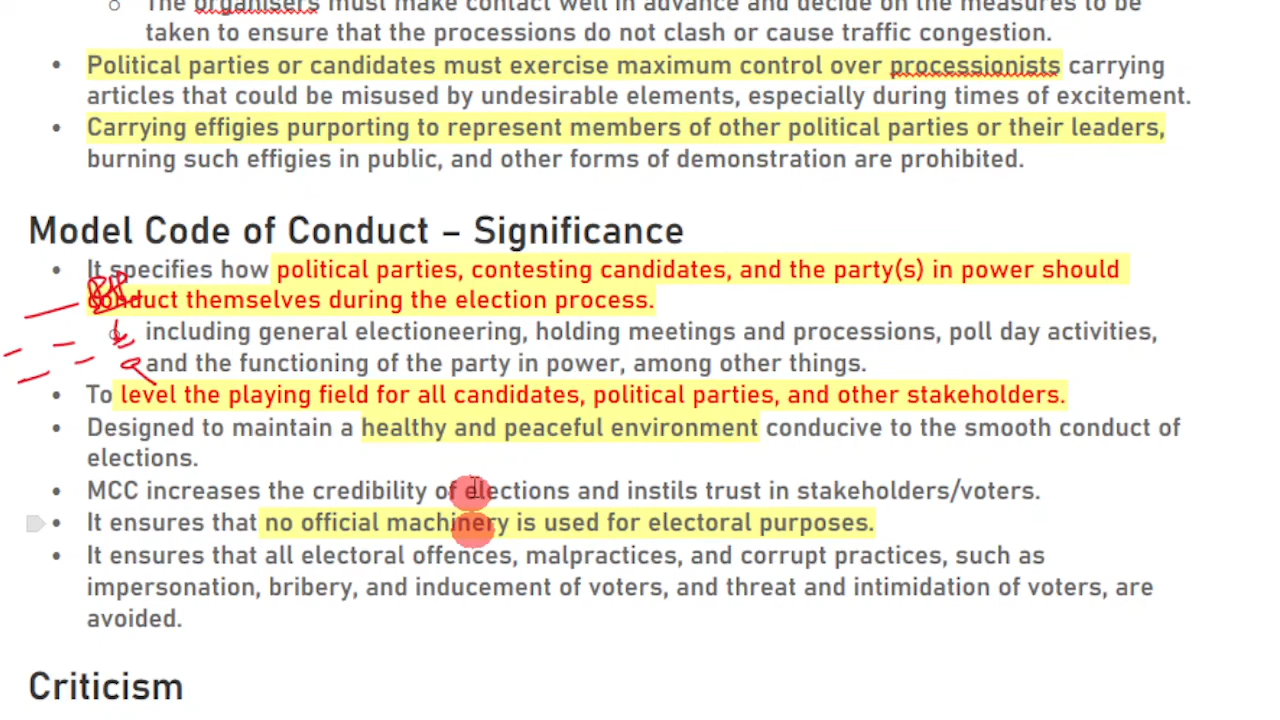 The organisers must make contact well in advance and decide on the measures to be
taken to ensure that the processions do not clash or cause traffic congestion.
• Political parties or candidates must exercise maximum control over processionists carrying
articles that could be misused by undesirable elements, especially during times of excitement.
• Carrying effigies purporting to represent members of other political parties or their leaders,
burning such effigies in public, and other forms of demonstration are prohibited.
Model Code of Conduct – Significance
• It specifies how political parties, contesting candidates, and the party(s) in power should
conduct themselves during the election process.
including general electioneering, holding meetings and processions, poll day activities,
and the functioning of the party in power, among other things.
• To level the playing field for all candidates, political parties, and other stakeholders.
• Designed to maintain a healthy and peaceful environment conducive to the smooth conduct of
elections.
• MCC increases the credibility of elections and instils trust in stakeholders/voters.
• It ensures that no official machinery is used for electoral purposes.
• It ensures that all electoral offences, malpractices, and corrupt practices, such as
impersonation, bribery, and inducement of voters, and threat and intimidation of voters, are
avoided.
Criticism